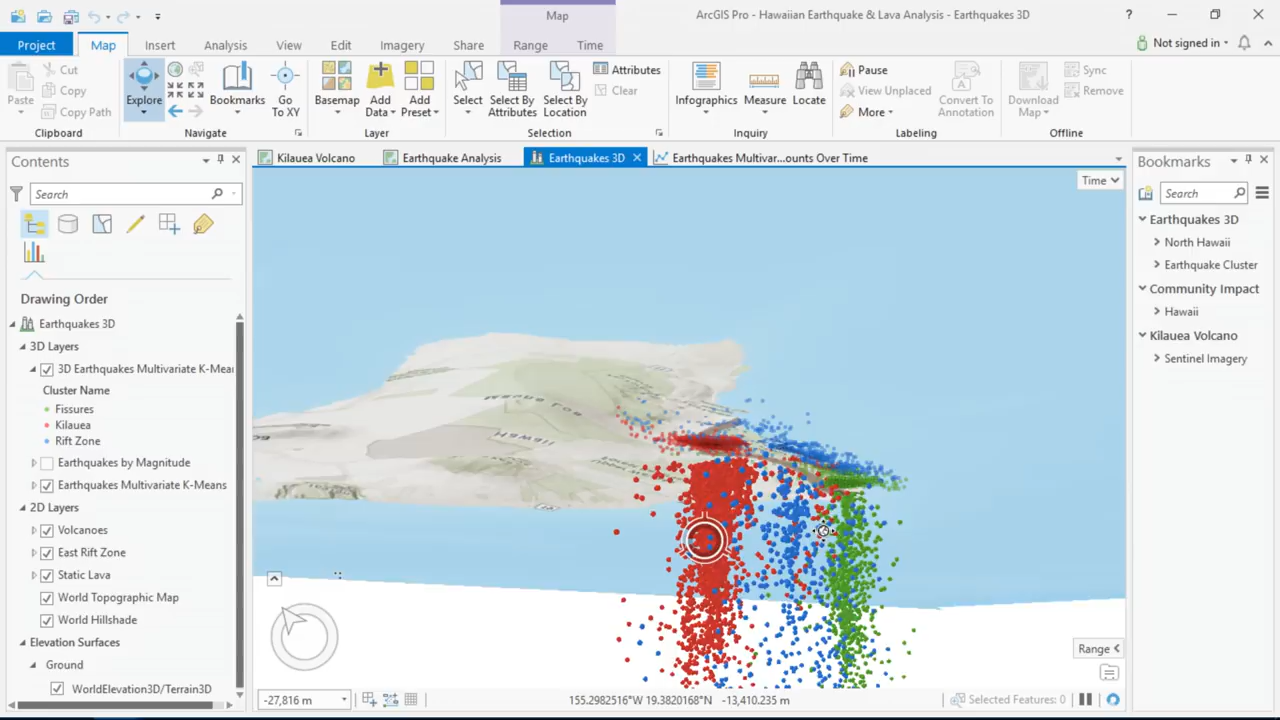 Map
ArcGIS Pro - Hawaiian Earthquake & Lava Analysis - Earthquakes 3D
?
Project
Map
Insert
Analysis
View
Edit
Imagery
Share
Range
Time
Not signed in
Paste
Cut
Copy
Copy Path
Clipboard
Explore
Bookmarks
Go To XY
Navigate
Basemap
Add Data
Add Preset
Layer
Select
Select By Attributes
Select By Location
Attributes
Clear
Selection
Infographics
Measure
Locate
Inquiry
Pause
View Unplaced
More
Convert To Annotation
Labeling
Download Map
Sync
Remove
Offline
Contents
Search
Drawing Order
Earthquakes 3D
3D Layers
3D Earthquakes Multivariate K-Mea
Cluster Name
Fissures
Kilauea
Rift Zone
Earthquakes by Magnitude
Earthquakes Multivariate K-Means
2D Layers
Volcanoes
East Rift Zone
Static Lava
World Topographic Map
World Hillshade
Elevation Surfaces
Ground
WorldElevation3D/Terrain3D
Kilauea Volcano
Earthquake Analysis
Earthquakes 3D
Earthquakes Multivar...ounts Over Time
Time
Hawaii
Range
-27,816 m
155.2982516°W 19.3820168°N
-13,410.235 m
Selected Features: 0
Bookmarks
Search
Earthquakes 3D
North Hawaii
Earthquake Cluster
Community Impact
Hawaii
Kilauea Volcano
Sentinel Imagery